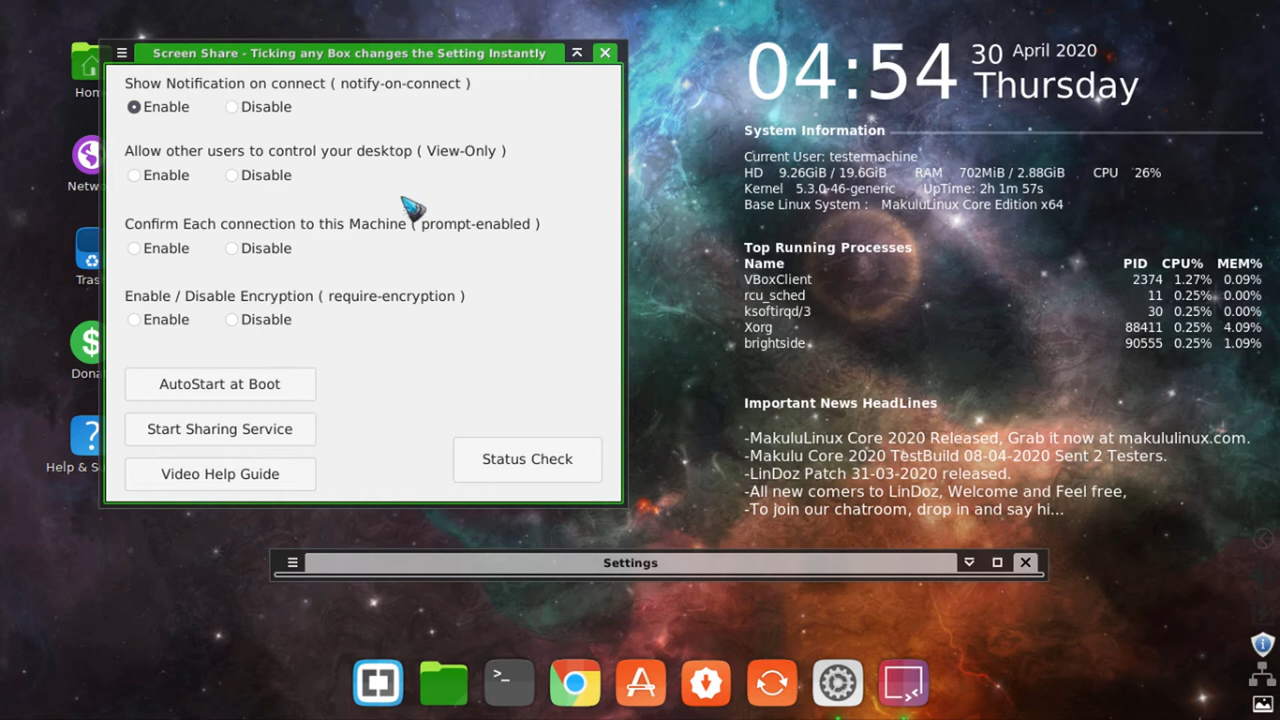 Screen Share - Ticking any Box changes the Setting Instantly
Show Notification on connect ( notify-on-connect )
Enable Disable
Allow other users to control your desktop ( View-Only )
Enable Disable
Confirm Each connection to this Machine ( prompt-enabled )
Enable Disable
Enable / Disable Encryption ( require-encryption )
Enable Disable
AutoStart at Boot
Start Sharing Service
Video Help Guide
Status Check
Hom
Netw
Tras
$
Dona
?
Help & S
04:54
30 April 2020
Thursday
System Information
Current User: testermachine
HD 9.26GiB / 19.6GiB RAM 702MiB / 2.88GiB CPU 26%
Kernel 5.3.0-46-generic UpTime: 2h 1m 57s
Base Linux System : MakuluLinux Core Edition x64
Top Running Processes
Name PID CPU% MEM%
VBoxClient 2374 1.27% 0.09%
rcu_sched 11 0.25% 0.00%
ksoftirqd/3 30 0.25% 0.00%
Xorg 88411 0.25% 4.09%
brightside 90555 0.25% 1.09%
Important News HeadLines
-MakuluLinux Core 2020 Released, Grab it now at makululinux.com.
-Makulu Core 2020 TestBuild 08-04-2020 Sent 2 Testers.
-LinDoz Patch 31-03-2020 released.
-All new comers to LinDoz, Welcome and Feel free,
-To join our chatroom, drop in and say hi...
Settings
>_